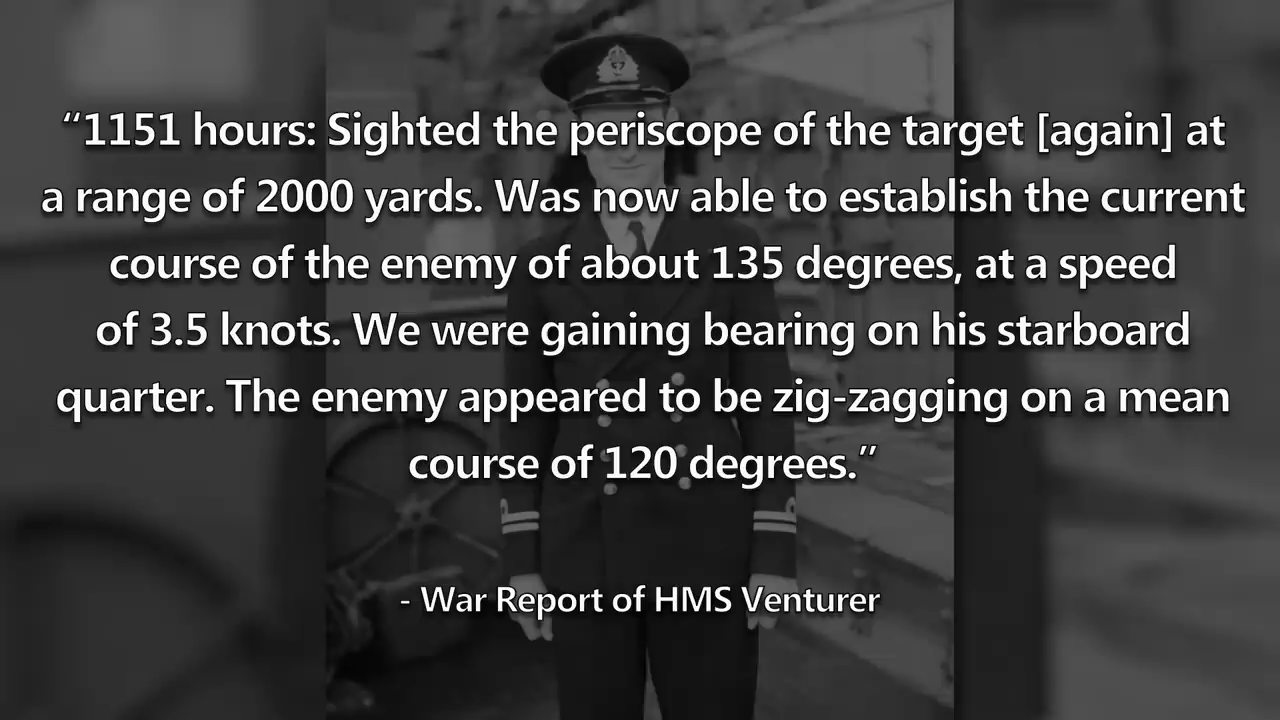 “1151 hours: Sighted the periscope of the target [again] at
a range of 2000 yards. Was now able to establish the current
course of the enemy of about 135 degrees, at a speed
of 3.5 knots. We were gaining bearing on his starboard
quarter. The enemy appeared to be zig-zagging on a mean
course of 120 degrees.”
- War Report of HMS Venturer